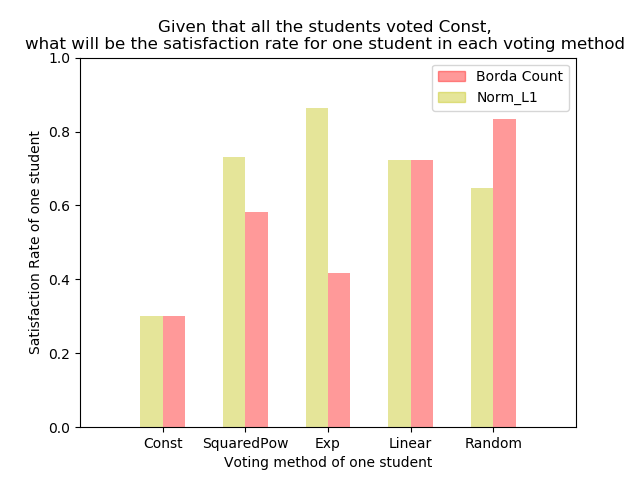 Given that all the students voted Const,
what will be the satisfaction rate for one student in each voting method
Borda Count
Norm_L1
Satisfaction Rate of one student
1.0
0.8
0.6
0.4
0.2
0.0
Const SquaredPow Exp Linear Random
Voting method of one student